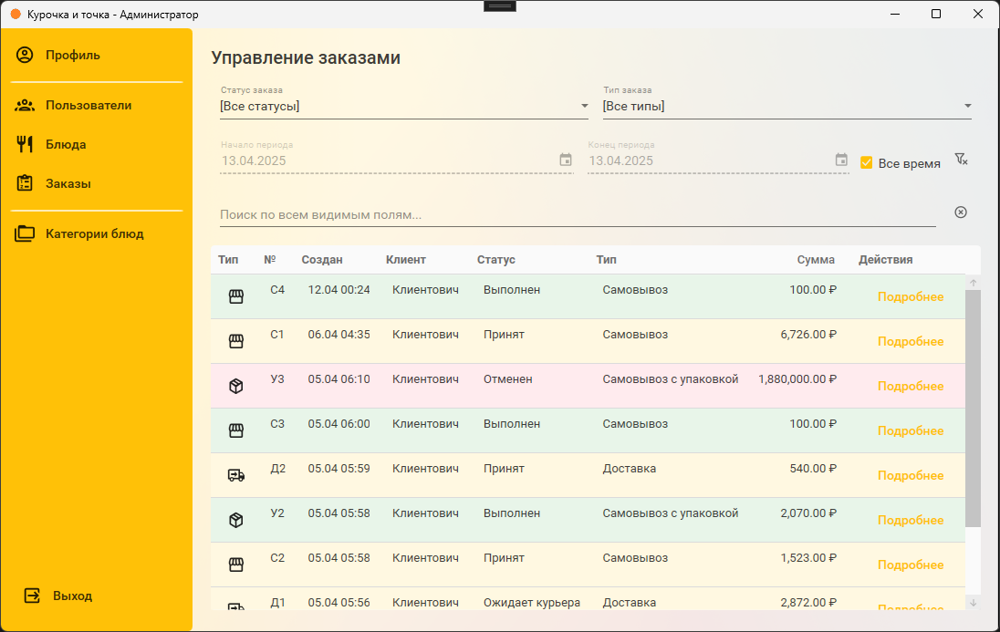 Курочка и точка - Администратор
Профиль
Пользователи
Блюда
Заказы
Категории блюд
Выход
Управление заказами
Статус заказа Тип заказа
[Все статусы] [Все типы]
Начало периода Конец периода
13.04.2025 13.04.2025 Все время
Поиск по всем видимым полям...
Тип № Создан Клиент Статус Тип Сумма Действия
С4 12.04 00:24 Клиентович Выполнен Самовывоз 100.00 ₽ Подробнее
С1 06.04 04:35 Клиентович Принят Самовывоз 6,726.00 ₽ Подробнее
У3 05.04 06:10 Клиентович Отменен Самовывоз с упаковкой 1,880,000.00 ₽ Подробнее
С3 05.04 06:00 Клиентович Выполнен Самовывоз 100.00 ₽ Подробнее
Д2 05.04 05:59 Клиентович Принят Доставка 540.00 ₽ Подробнее
У2 05.04 05:58 Клиентович Выполнен Самовывоз с упаковкой 2,070.00 ₽ Подробнее
С2 05.04 05:58 Клиентович Принят Самовывоз 1,523.00 ₽ Подробнее
Д1 05.04 05:56 Клиентович Ожидает курьера Доставка 2,872.00 ₽ Подробнее